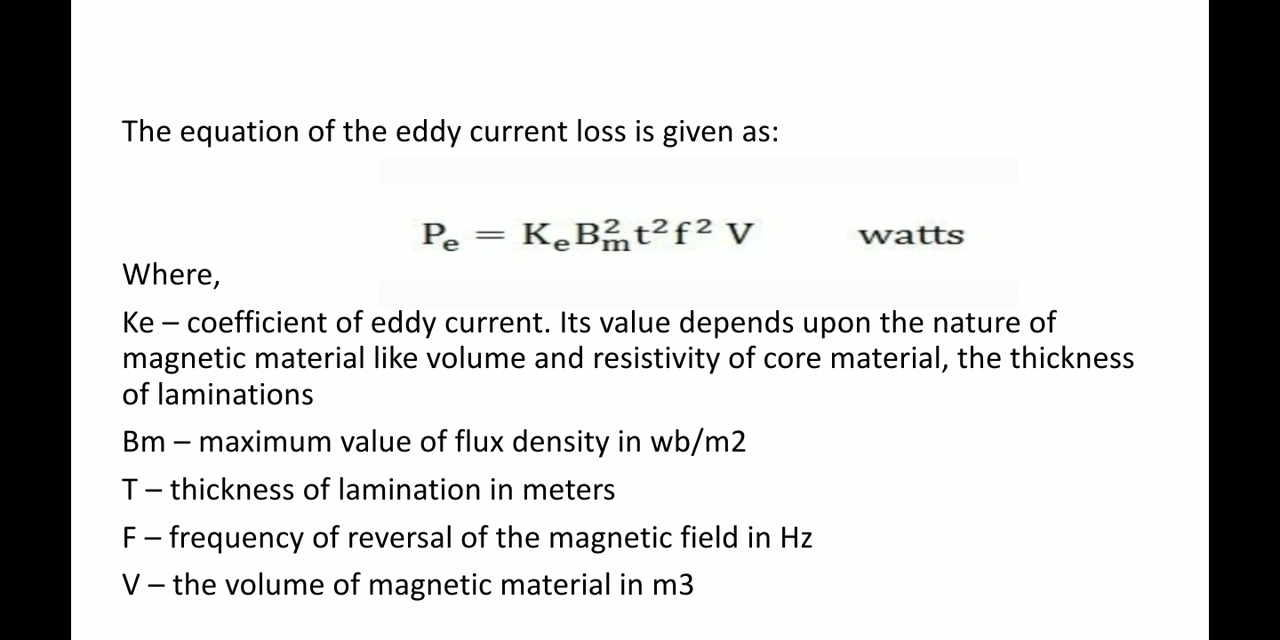 The equation of the eddy current loss is given as:
Pₑ = KₑBₘ²t²f² V watts
Where,
Ke – coefficient of eddy current. Its value depends upon the nature of
magnetic material like volume and resistivity of core material, the thickness
of laminations
Bm – maximum value of flux density in wb/m2
T – thickness of lamination in meters
F – frequency of reversal of the magnetic field in Hz
V – the volume of magnetic material in m3